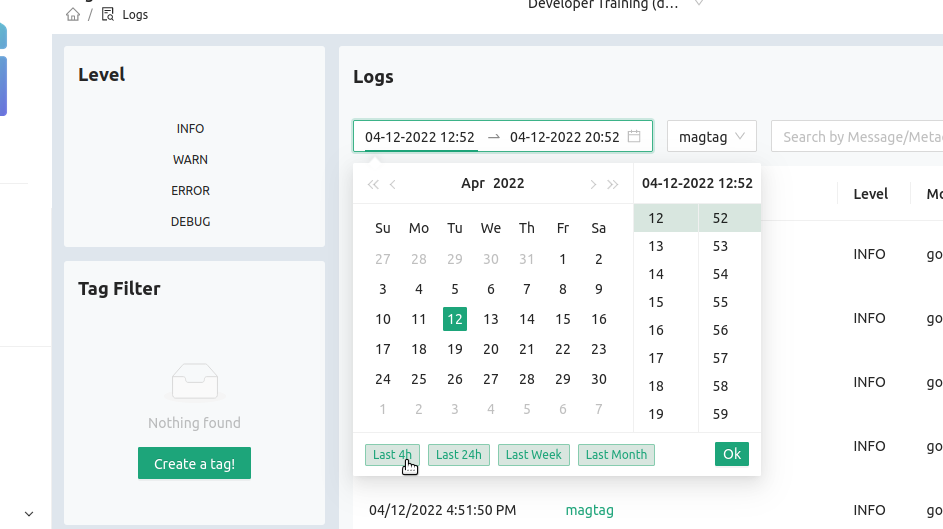 Developer Training (d...
/ Logs
Level
INFO
WARN
ERROR
DEBUG
Tag Filter
Nothing found
Create a tag!
Logs
04-12-2022 12:52 → 04-12-2022 20:52
magtag
Search by Message/Meta
Level
INFO go
INFO go
INFO go
INFO go
Apr 2022
04-12-2022 12:52
Su Mo Tu We Th Fr Sa
27 28 29 30 31 1 2
3 4 5 6 7 8 9
10 11 12 13 14 15 16
17 18 19 20 21 22 23
24 25 26 27 28 29 30
1 2 3 4 5 6 7
12 52
13 53
14 54
15 55
16 56
17 57
18 58
19 59
Last 4h Last 24h Last Week Last Month Ok
04/12/2022 4:51:50 PM magtag INFO go